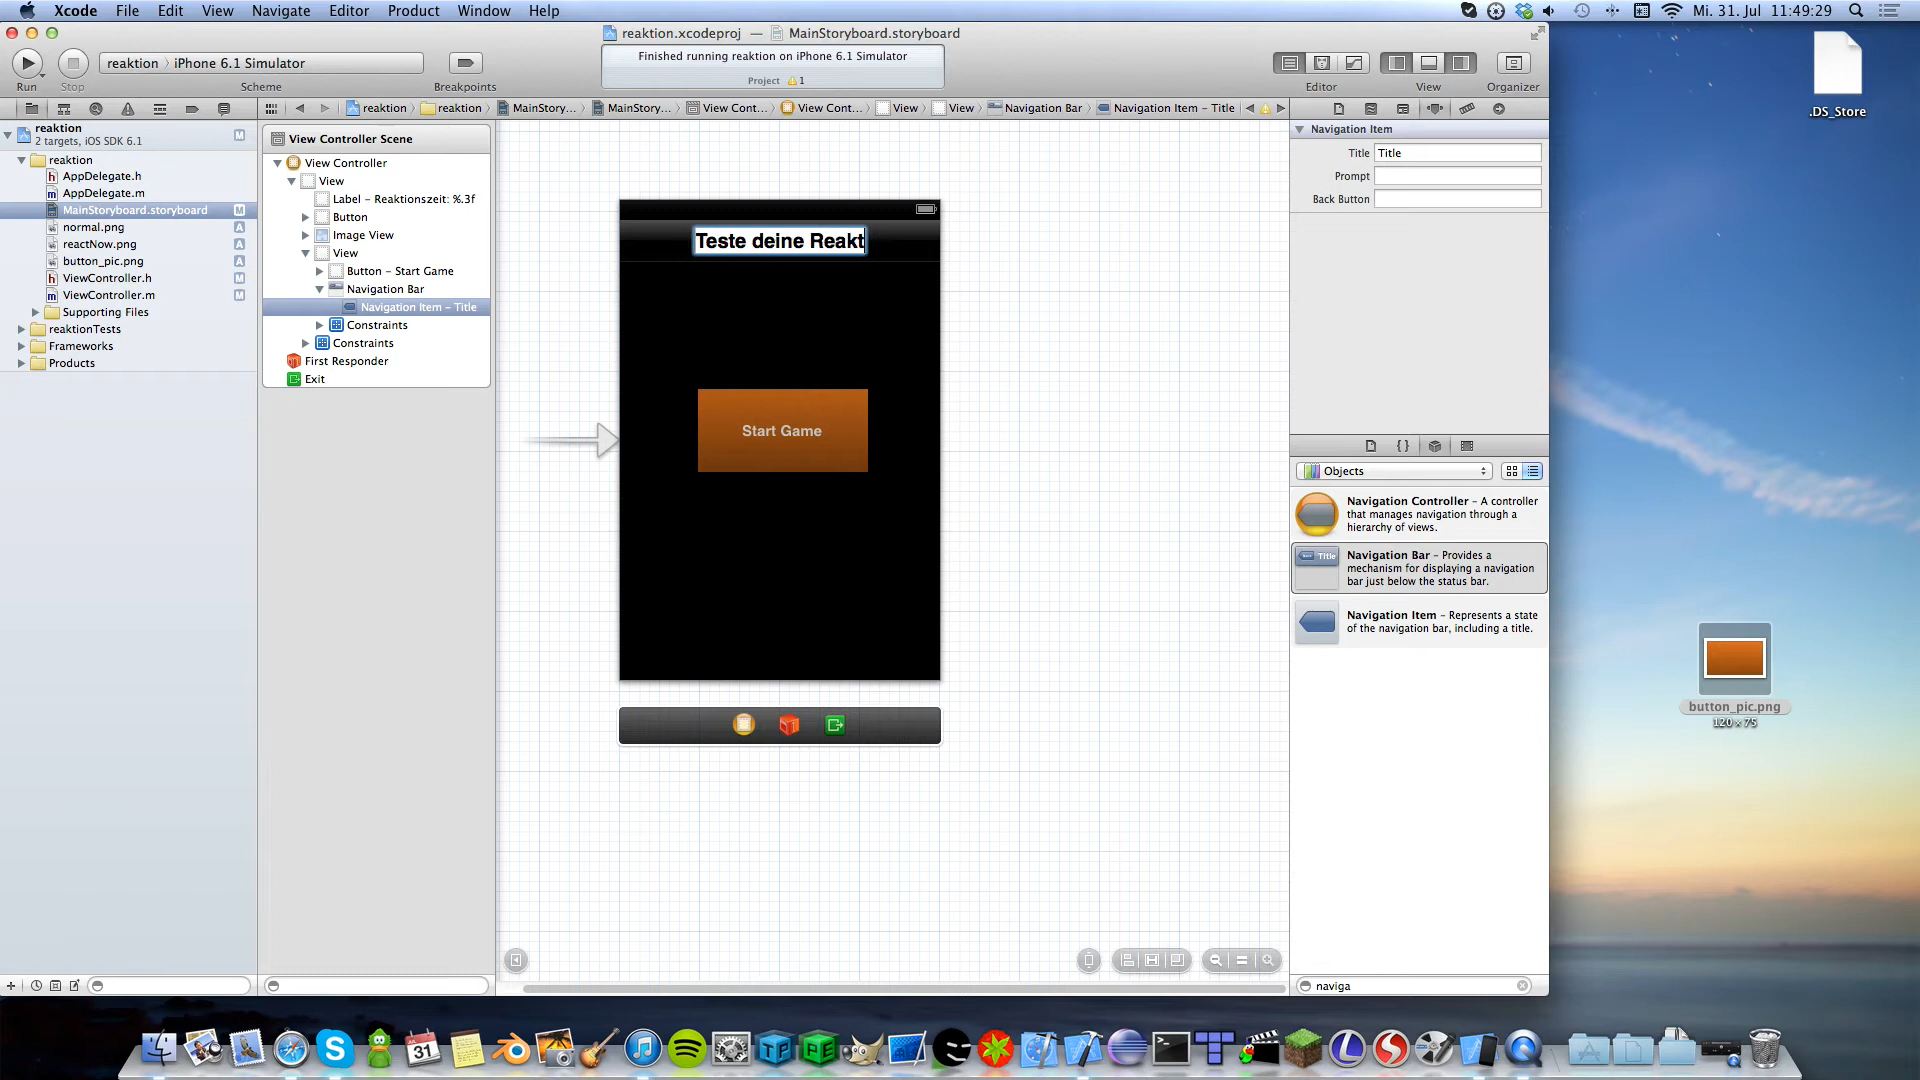 Xcode File Edit View Navigate Editor Product Window Help
Mi. 31. Jul 11:49:29
reaktion.xcodeproj — MainStoryboard.storyboard
reaktion iPhone 6.1 Simulator
Finished running reaktion on iPhone 6.1 Simulator
Project 1
Run Stop Scheme Breakpoints Editor View Organizer
reaktion reaktion MainStory... MainStory... View Cont... View Cont... View View Navigation Bar Navigation Item - Title
reaktion
2 targets, iOS SDK 6.1
M
reaktion
AppDelegate.h
AppDelegate.m
MainStoryboard.storyboard M
normal.png A
reactNow.png A
button_pic.png A
ViewController.h M
ViewController.m M
Supporting Files
reaktionTests
Frameworks
Products
View Controller Scene
View Controller
View
Label - Reaktionszeit: %.3f
Button
Image View
View
Button - Start Game
Navigation Bar
Navigation Item - Title
Constraints
Constraints
First Responder
Exit
Teste deine Reakt
Start Game
Navigation Item
Title Title
Prompt
Back Button
{ }
Objects
Navigation Controller - A controller
that manages navigation through a
hierarchy of views.
Title
Navigation Bar - Provides a
mechanism for displaying a navigation
bar just below the status bar.
Navigation Item - Represents a state
of the navigation bar, including a title.
naviga
.DS_Store
button_pic.png
120 × 75
31
TP
PE